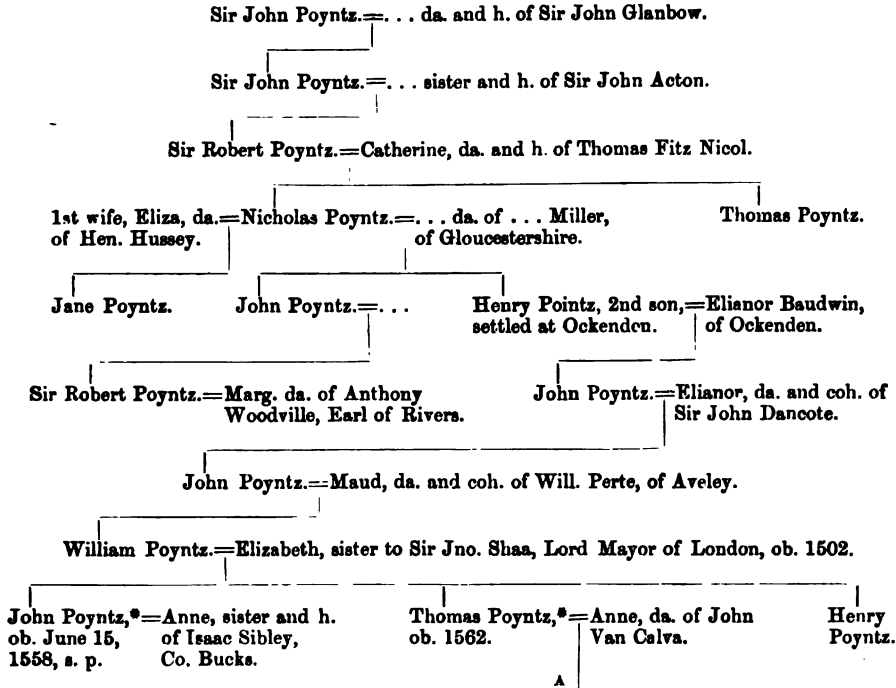 Sir John Poyntz.=. . . da. and h. of Sir John Glanbow.
Sir John Poyntz.=. . . sister and h. of Sir John Acton.
Sir Robert Poyntz.=Catherine, da. and h. of Thomas Fitz Nicol.
1st wife, Eliza, da.=Nicholas Poyntz.=. . . da. of . . . Miller, Thomas Poyntz.
of Hen. Hussey. of Gloucestershire.
Jane Poyntz. John Poyntz.=. . . Henry Pointz, 2nd son,=Elianor Baudwin,
settled at Ockenden. of Ockenden.
Sir Robert Poyntz.=Marg. da. of Anthony John Poyntz.=Elianor, da. and coh. of
Woodville, Earl of Rivers. Sir John Dancote.
John Poyntz.=Maud, da. and coh. of Will. Perte, of Aveley.
William Poyntz.=Elizabeth, sister to Sir Jno. Shaa, Lord Mayor of London, ob. 1502.
John Poyntz,*=Anne, sister and h. Thomas Poyntz,*=Anne, da. of John Henry
ob. June 15, of Isaac Sibley, ob. 1562. Van Calva. Poyntz.
1558, s. p. Co. Bucks.
A